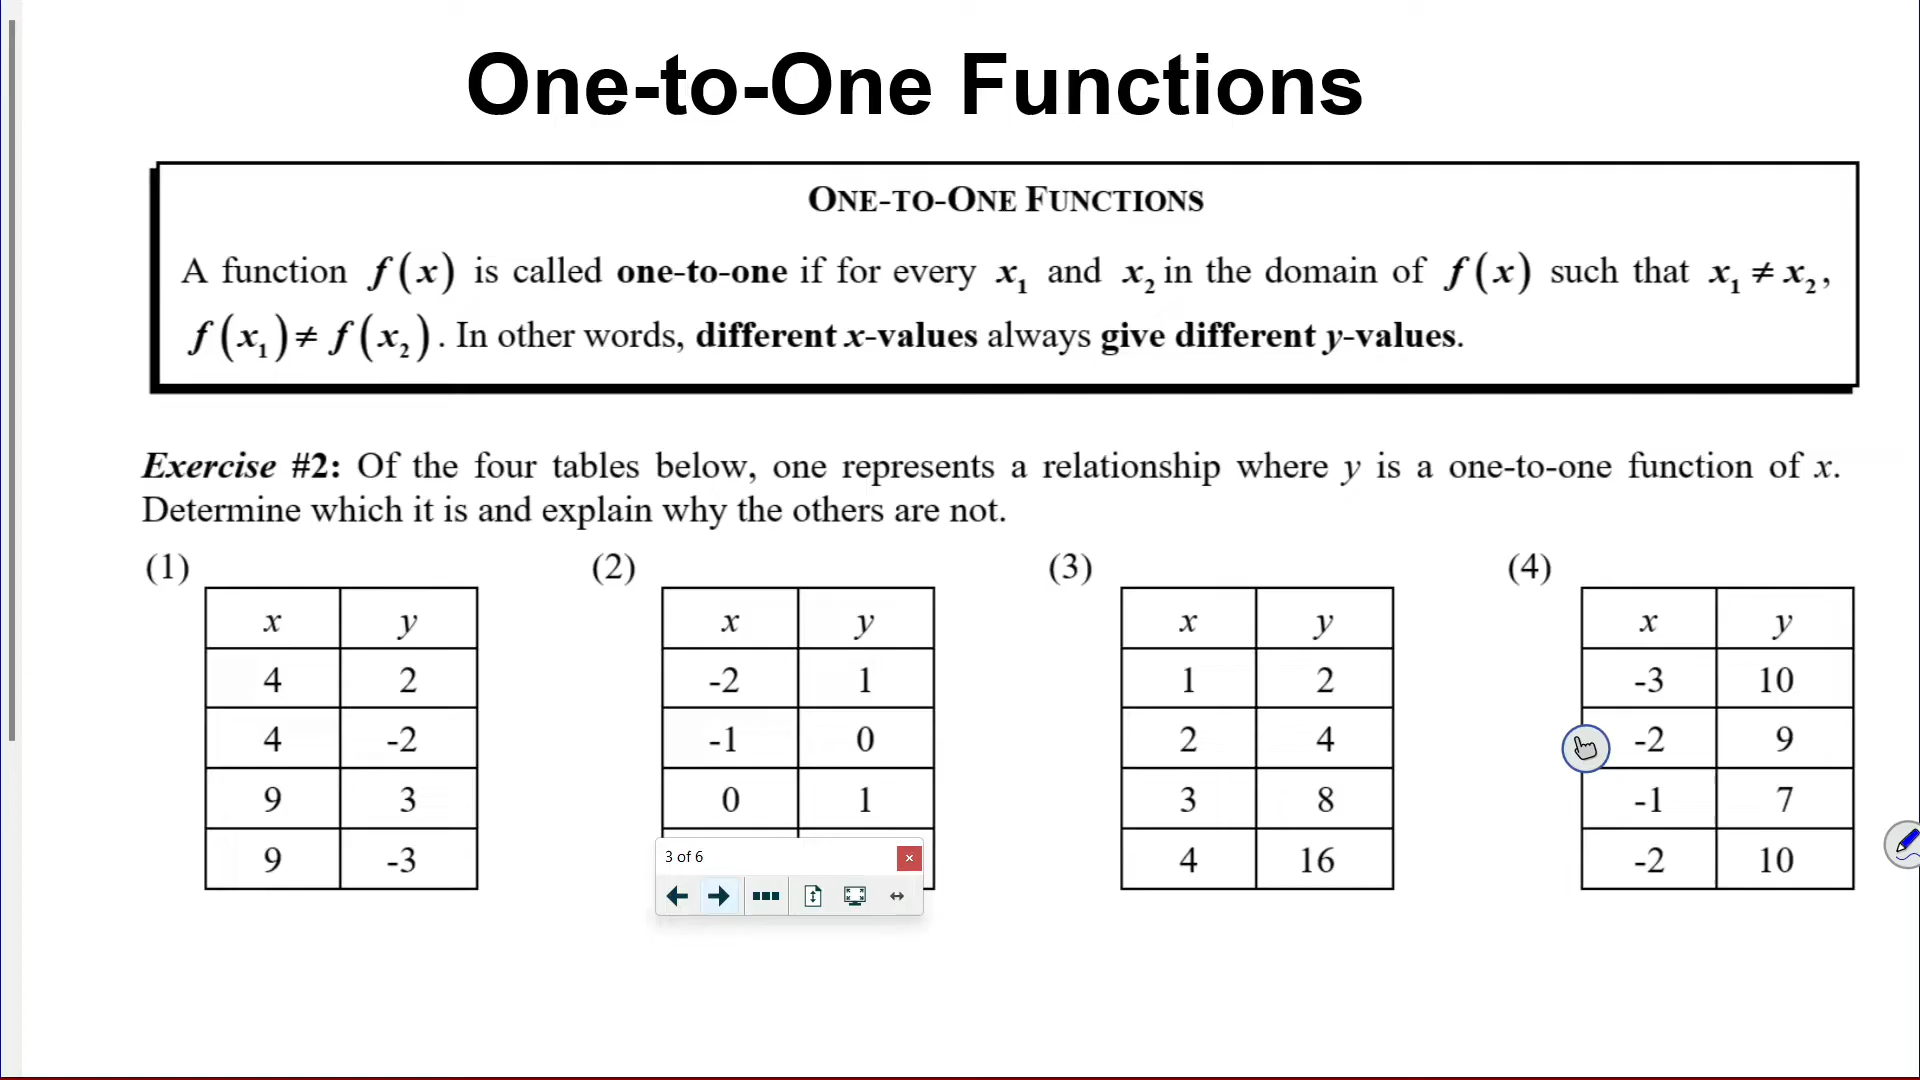 One-to-One Functions
ONE-TO-ONE FUNCTIONS
A function f(x) is called one-to-one if for every x₁ and x₂ in the domain of f(x) such that x₁ ≠ x₂,
f(x₁) ≠ f(x₂). In other words, different x-values always give different y-values.
Exercise #2: Of the four tables below, one represents a relationship where y is a one-to-one function of x.
Determine which it is and explain why the others are not.
(1) (2) (3) (4)
x y x y x y x y
4 2 -2 1 1 2 -3 10
4 -2 -1 0 2 4 -2 9
9 3 0 1 3 8 -1 7
9 -3 4 16 -2 10
3 of 6